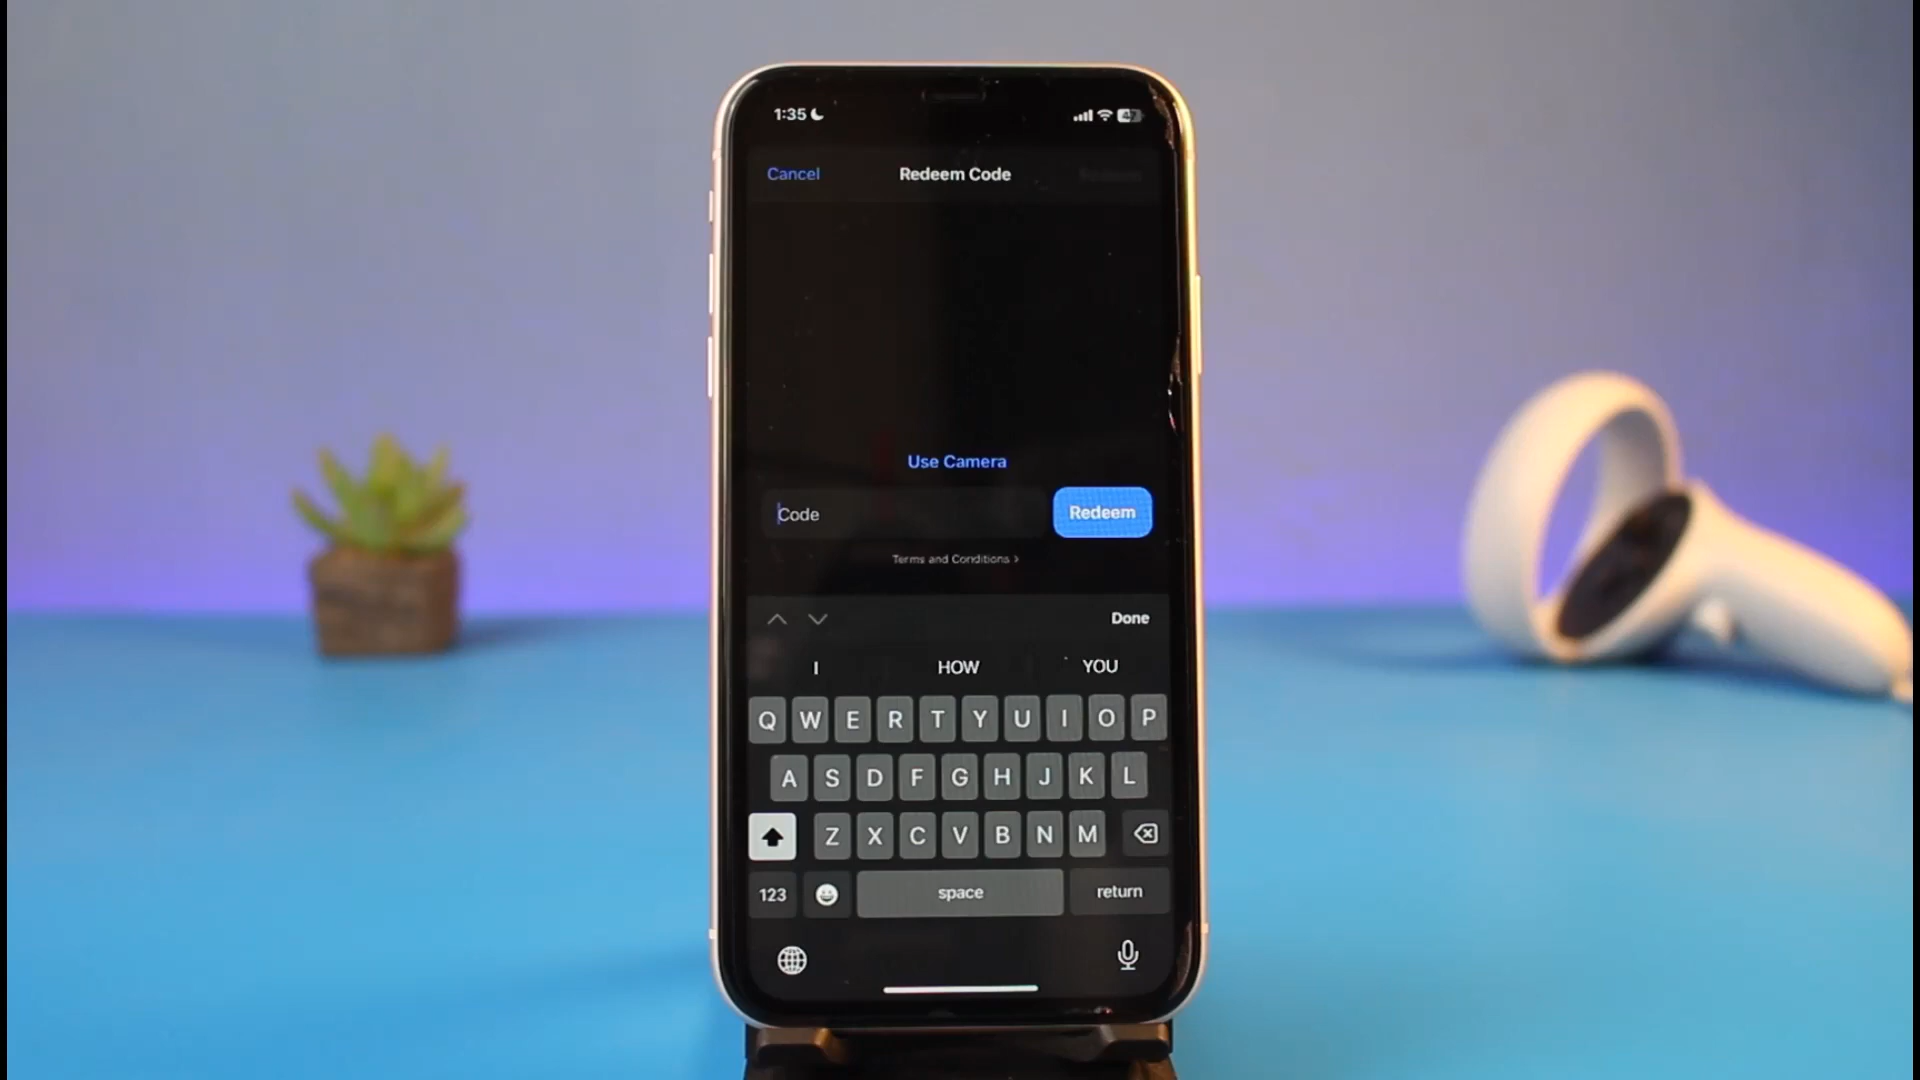 1:35
Cancel Redeem Code
Use Camera
Code Redeem
Terms and Conditions >
Done
I HOW YOU
Q W E R T Y U I O P
A S D F G H J K L
Z X C V B N M
123 space return